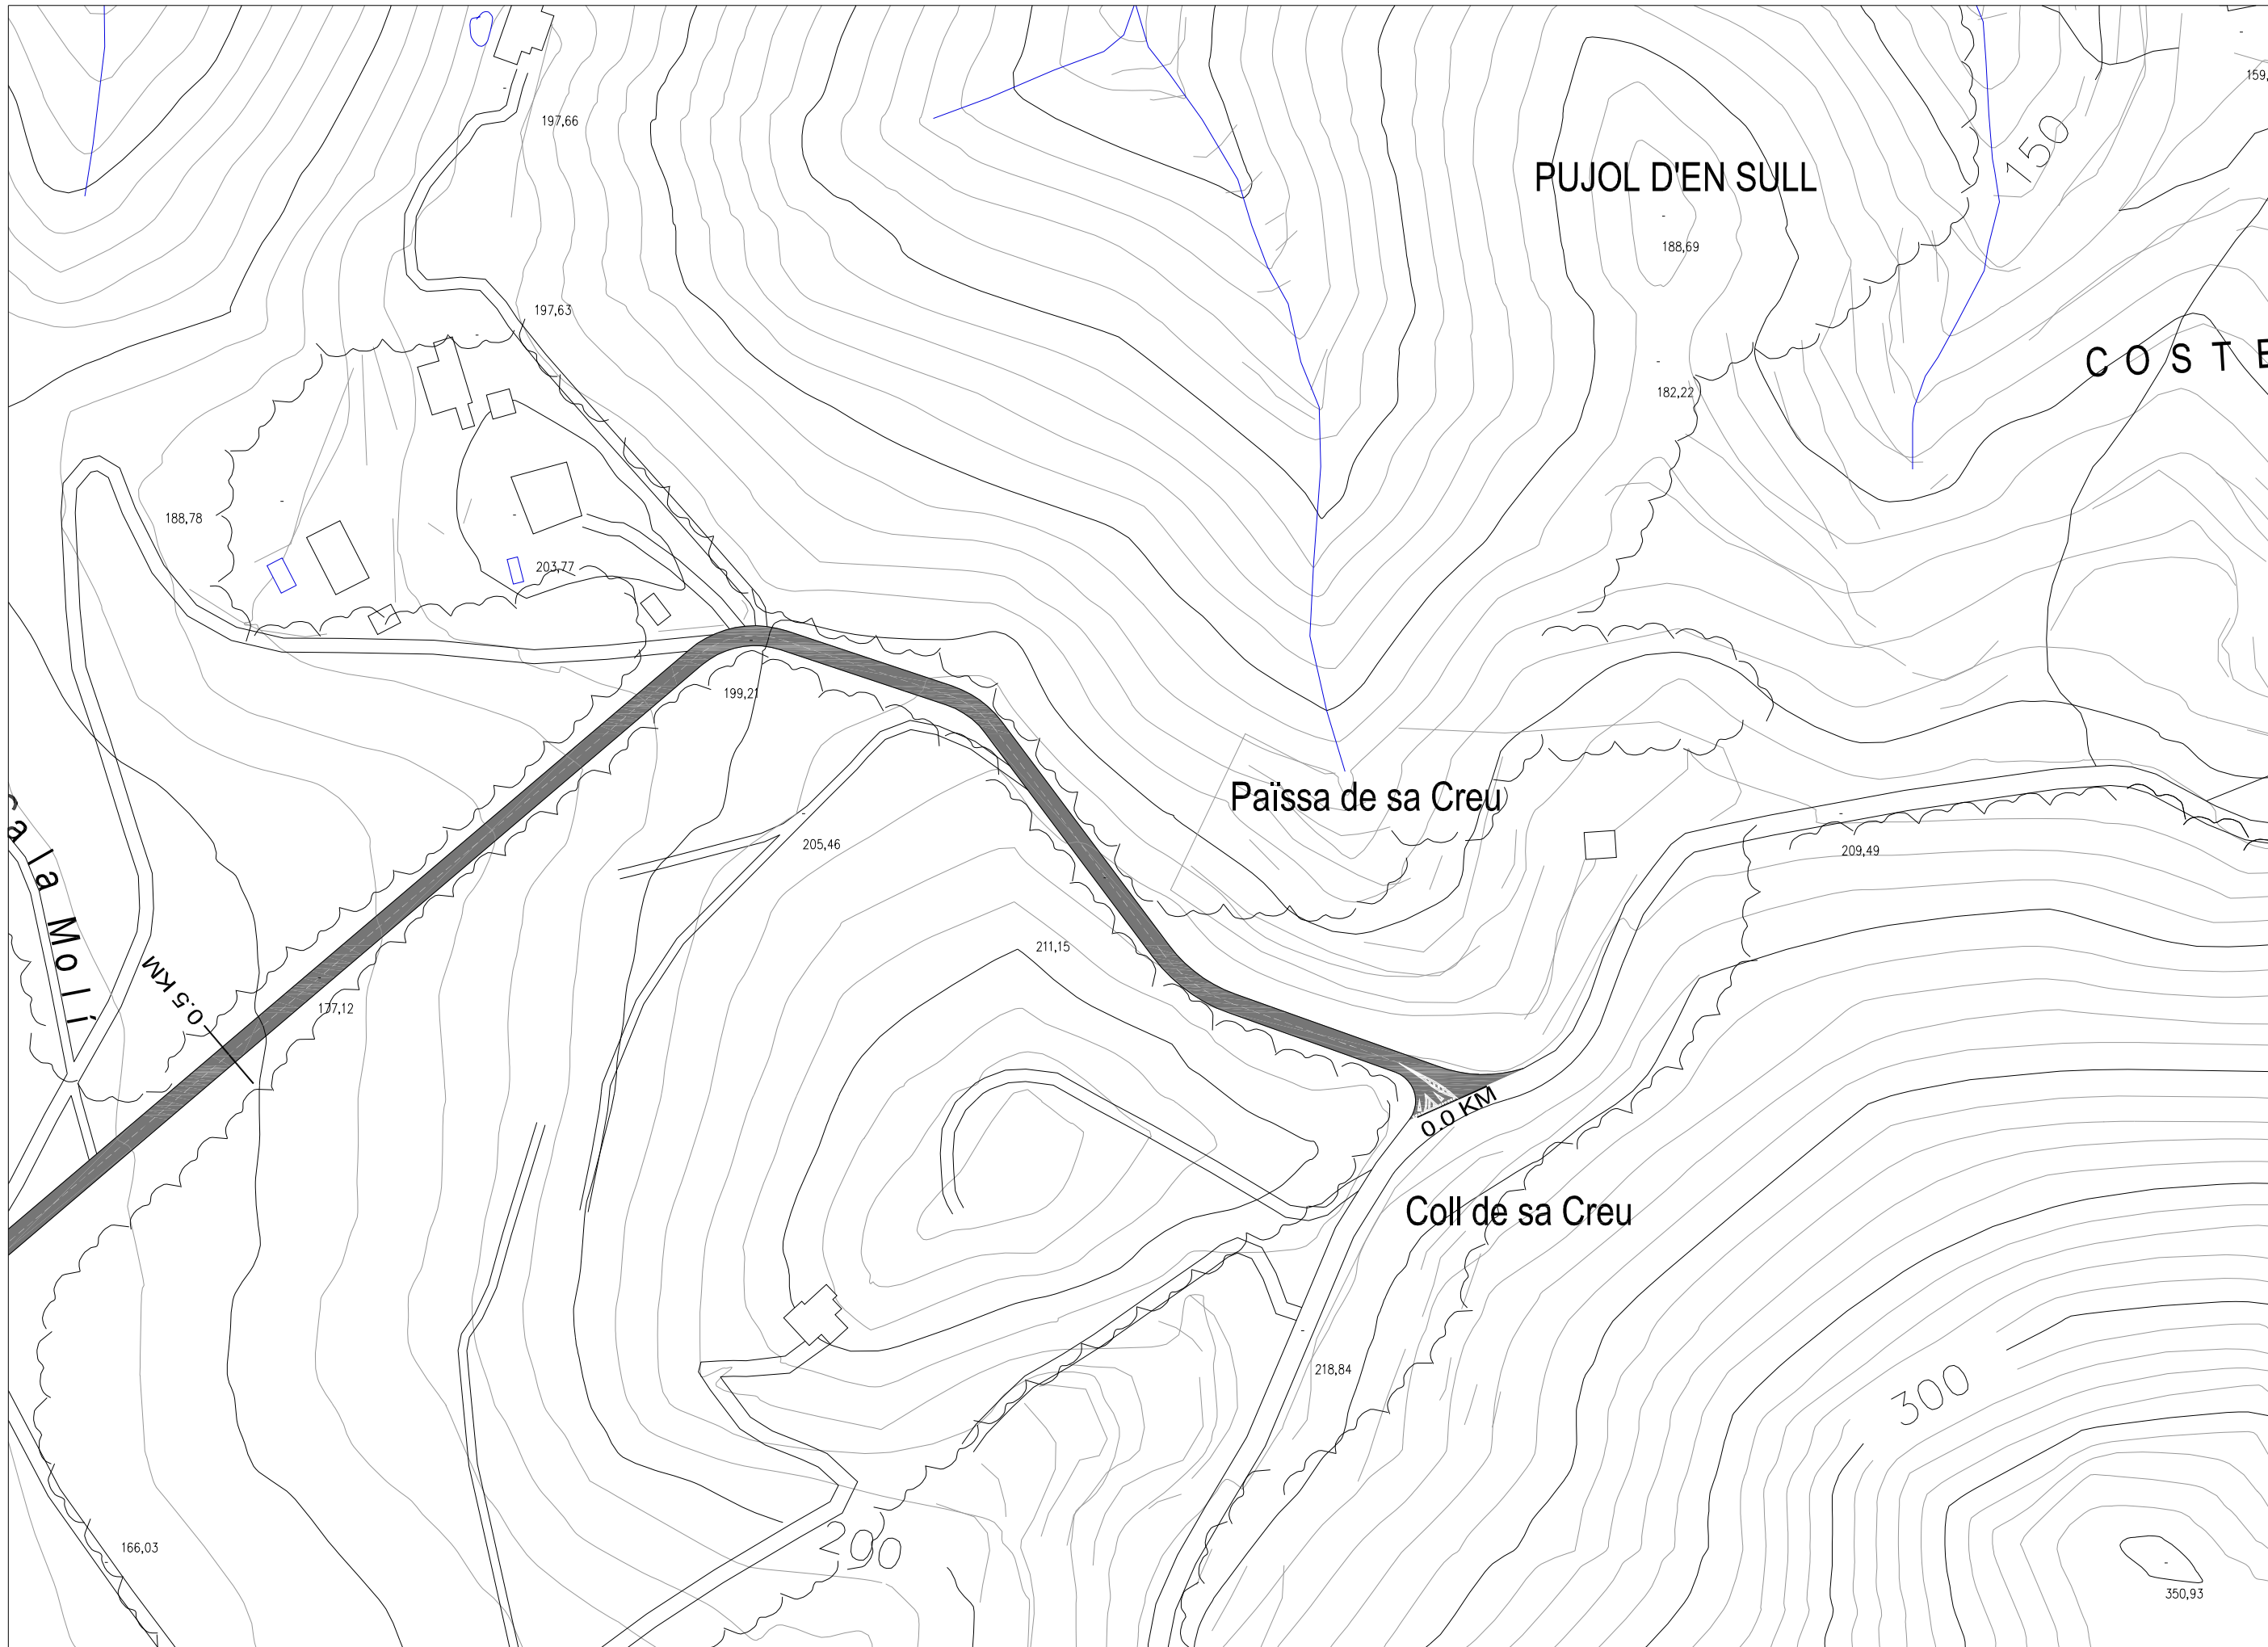 159,
197,66
150
PUJOL D'EN SULL
188,69
197,63
C O S T E
182,22
188,78
203,77
199,21
Païssa de sa Creu
205,46
209,49
ca la Molí
211,15
0.5 KM
177,12
0.0 KM
Coll de sa Creu
218,84
300
200
166,03
350,93